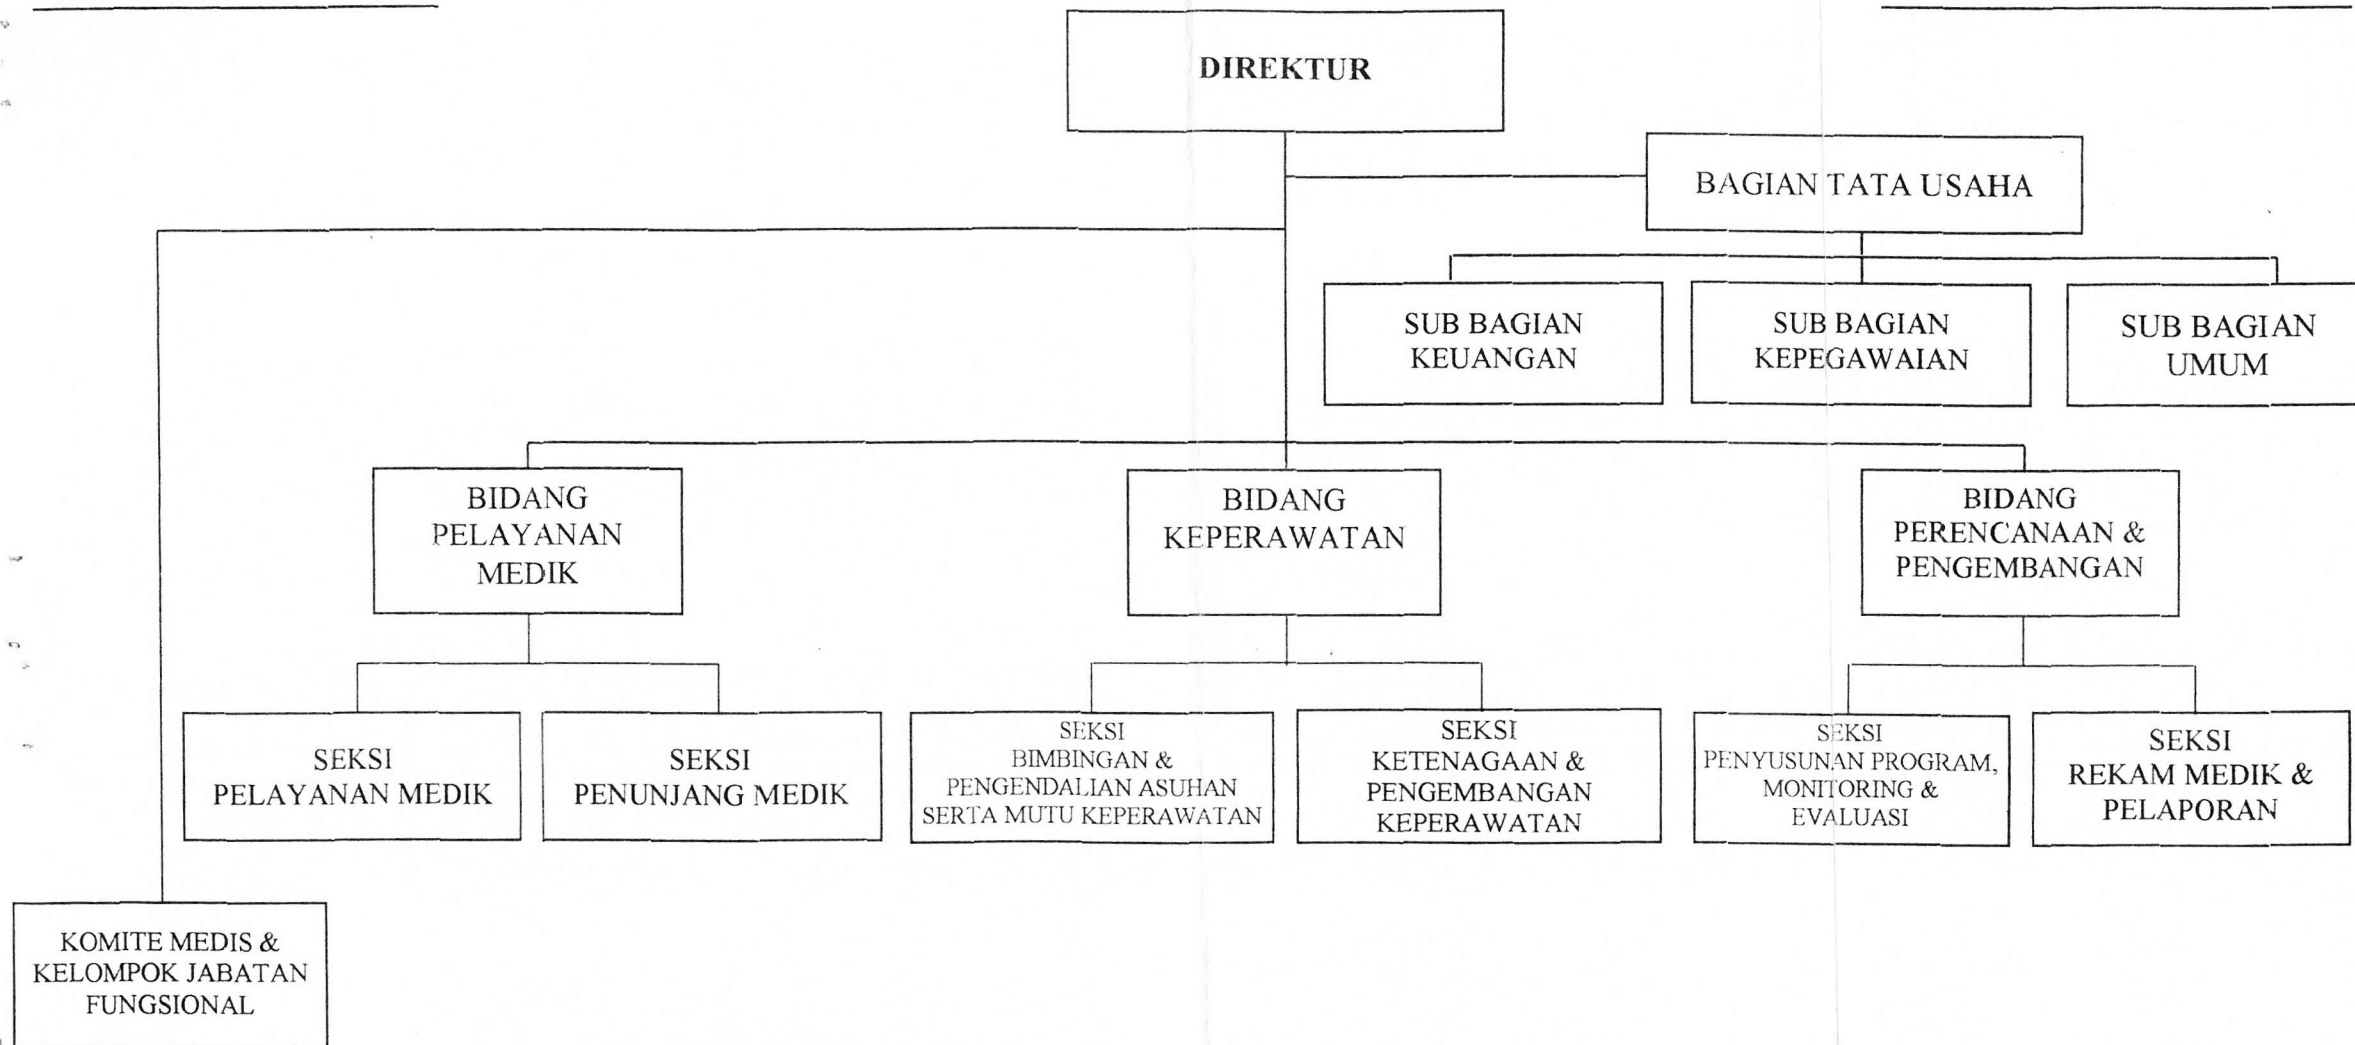 DIREKTUR
BAGIAN TATA USAHA
SUB BAGIAN
KEUANGAN
SUB BAGIAN
KEPEGAWAIAN
SUB BAGIAN
UMUM
BIDANG
PELAYANAN
MEDIK
BIDANG
KEPERAWATAN
BIDANG
PERENCANAAN &
PENGEMBANGAN
SEKSI
PELAYANAN MEDIK
SEKSI
PENUNJANG MEDIK
SEKSI
BIMBINGAN &
PENGENDALIAN ASUHAN
SERTA MUTU KEPERAWATAN
SEKSI
KETENAGAAN &
PENGEMBANGAN
KEPERAWATAN
SEKSI
PENYUSUNAN PROGRAM,
MONITORING &
EVALUASI
SEKSI
REKAM MEDIK &
PELAPORAN
KOMITE MEDIS &
KELOMPOK JABATAN
FUNGSIONAL